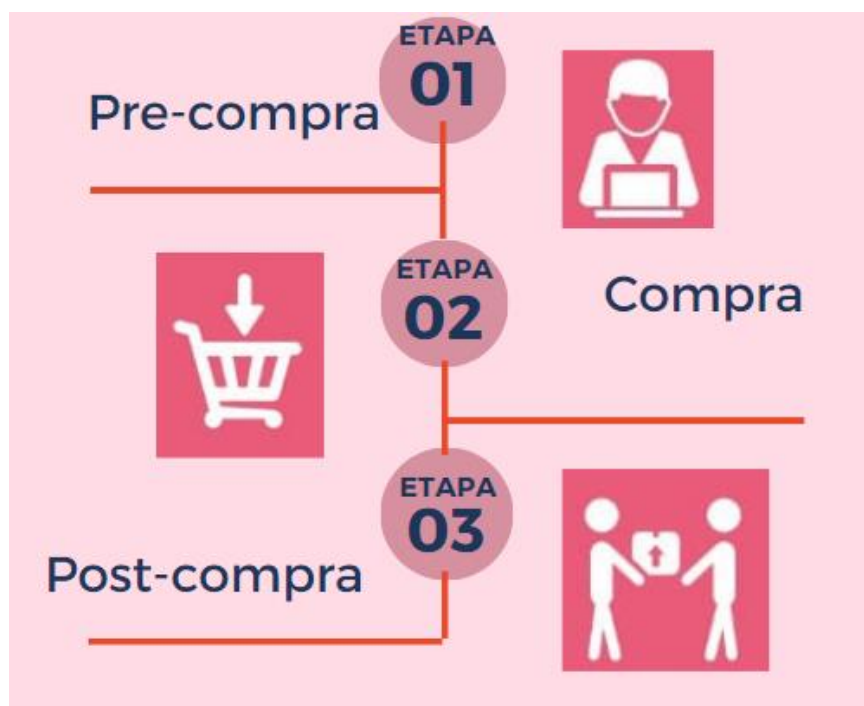 ETAPA
01
Pre-compra
ETAPA
02
Compra
ETAPA
03
Post-compra